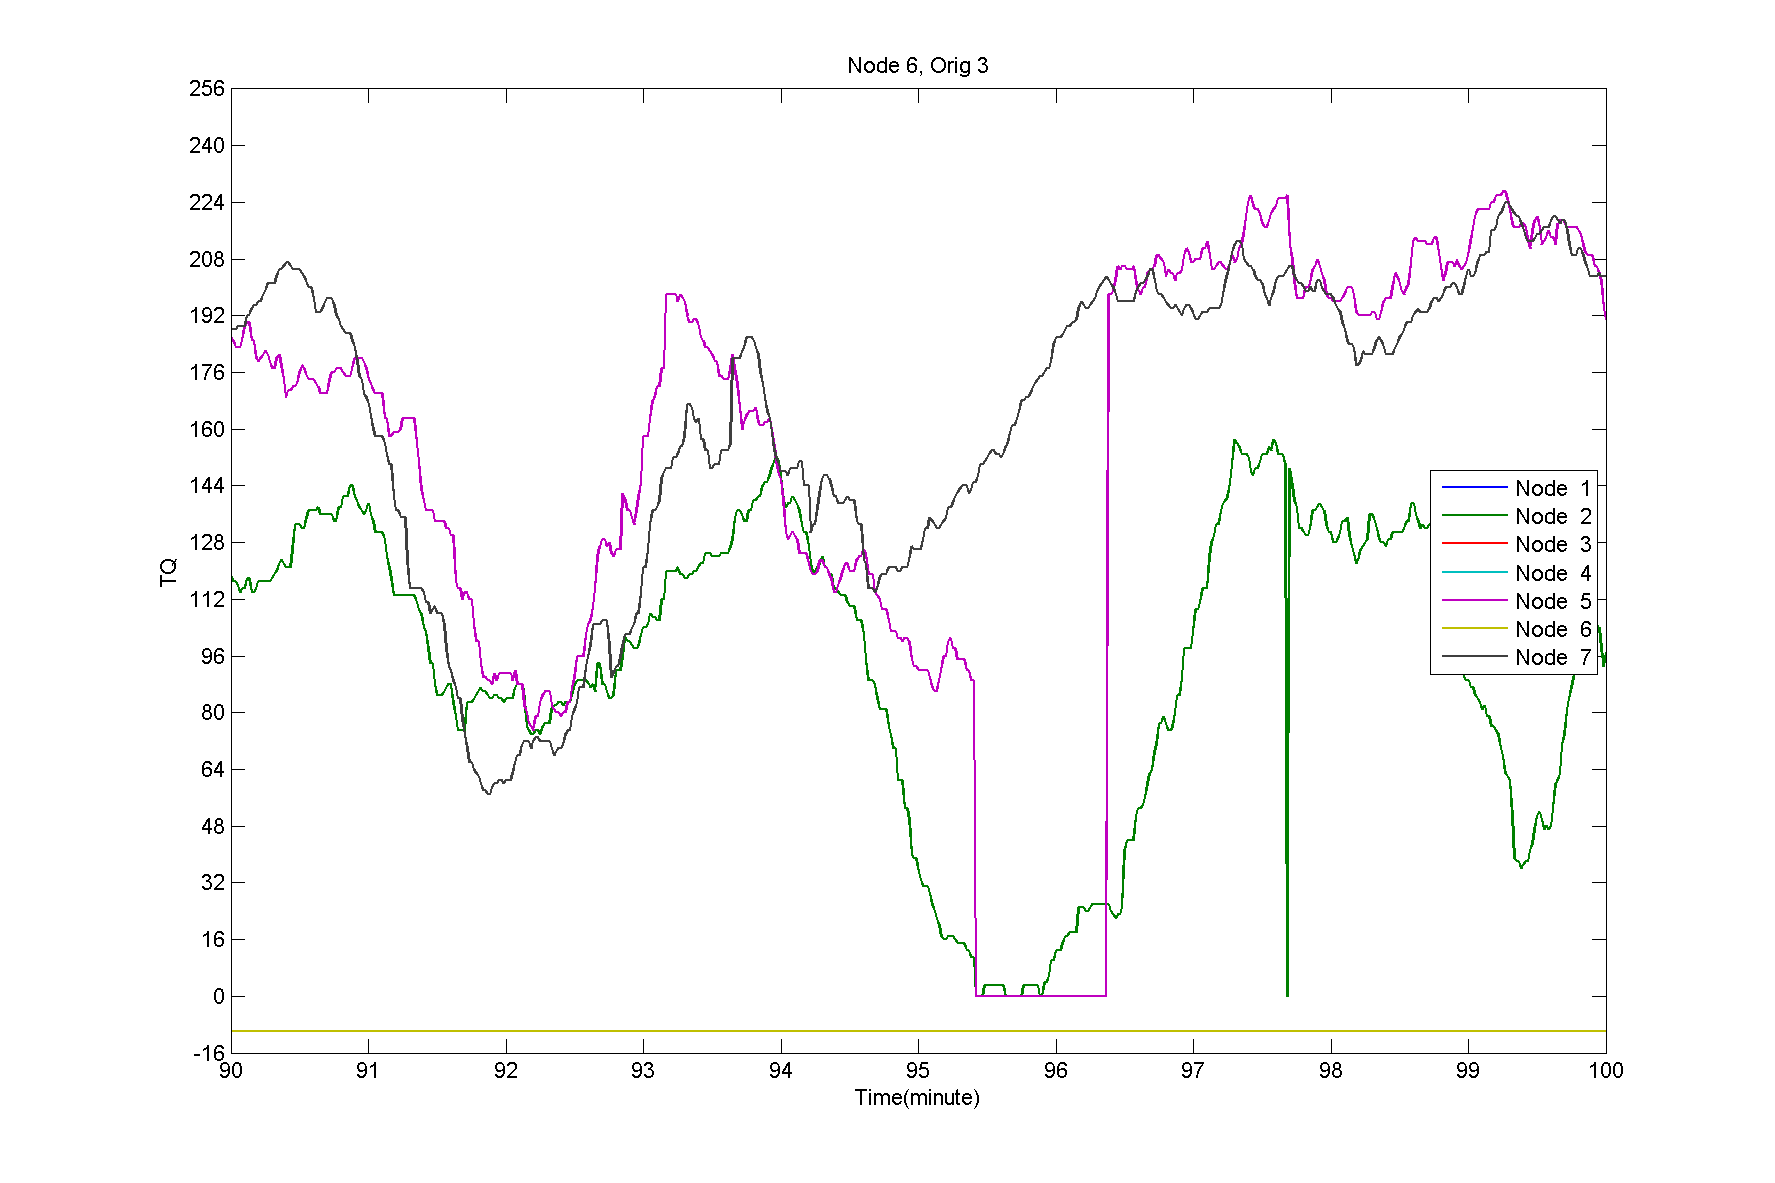 Node 6, Orig 3
256
240
224
208
192
176
160
144
128
112
96
80
64
48
32
16
0
-16
TQ
Node 1
Node 2
Node 3
Node 4
Node 5
Node 6
Node 7
90 91 92 93 94 95 96 97 98 99 100
Time(minute)